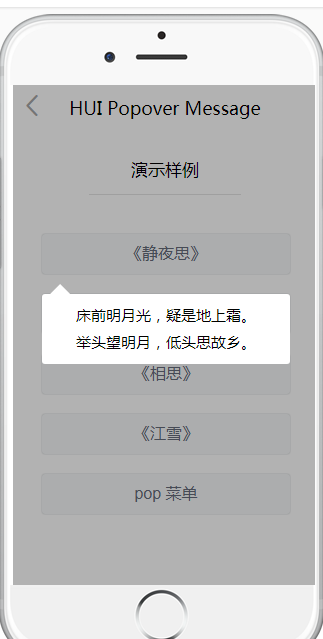 HUI Popover Message
演示样例
《静夜思》
床前明月光，疑是地上霜。
举头望明月，低头思故乡。
《相思》
《江雪》
pop 菜单